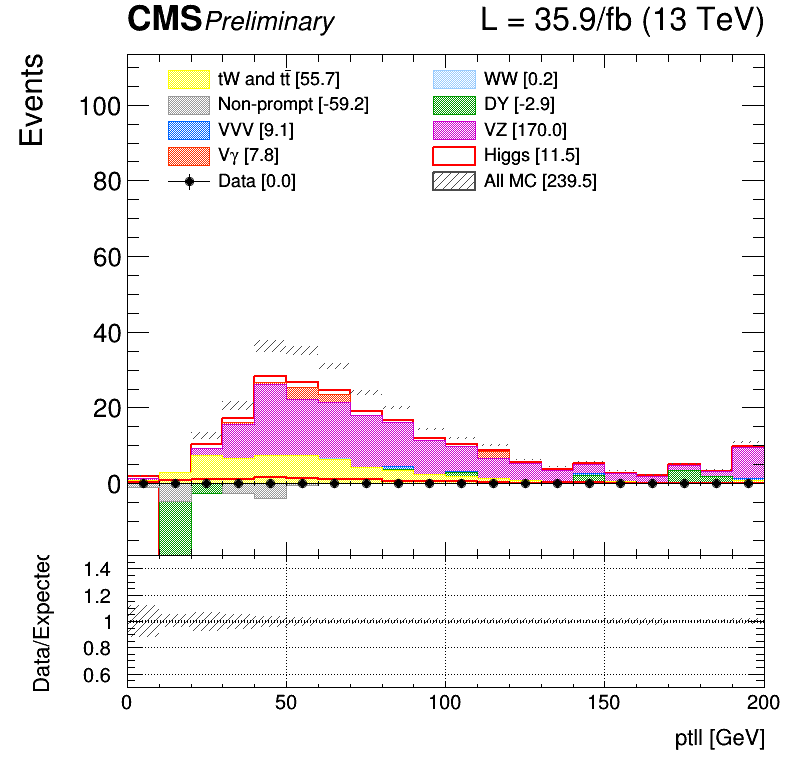 CMS Preliminary L = 35.9/fb (13 TeV)
Events
tW and tt̄ [55.7]
Non-prompt [-59.2]
VVV [9.1]
Vγ [7.8]
Data [0.0]
WW [0.2]
DY [-2.9]
VZ [170.0]
Higgs [11.5]
All MC [239.5]
100
80
60
40
20
0
Data/Expected
1.4
1.2
1
0.8
0.6
0 50 100 150 200
ptll [GeV]